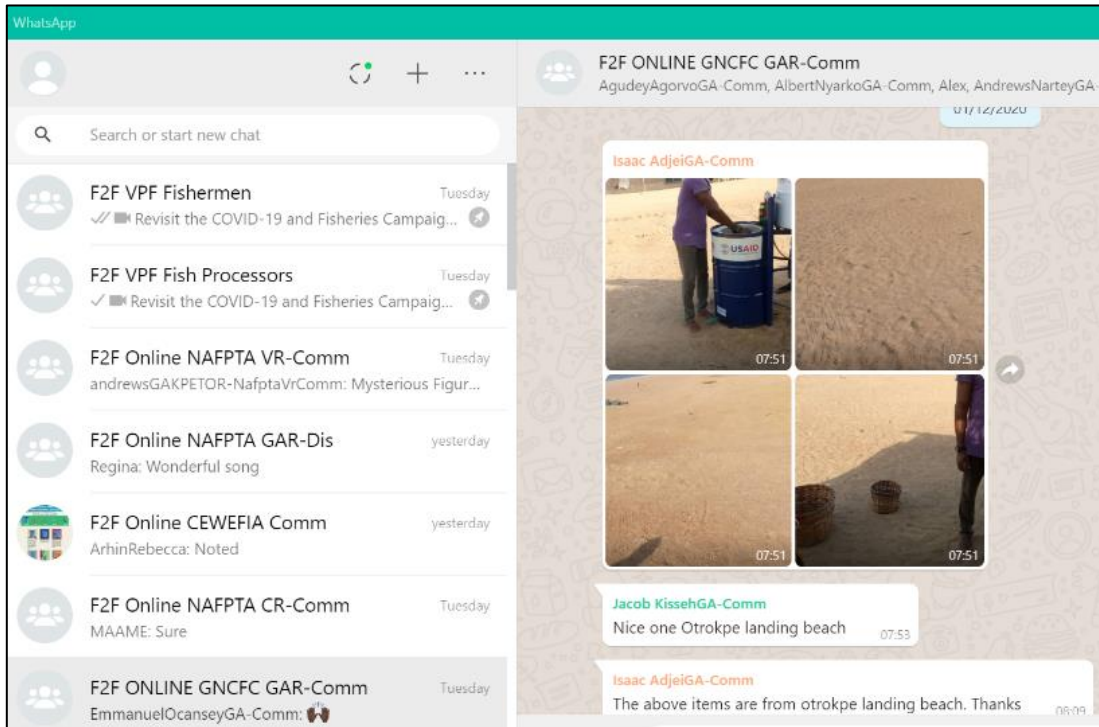 WhatsApp
Search or start new chat
F2F VPF Fishermen
Tuesday
Revisit the COVID-19 and Fisheries Campaig...
F2F VPF Fish Processors
Tuesday
Revisit the COVID-19 and Fisheries Campaig...
F2F Online NAFPTA VR-Comm
Tuesday
andrewsGAKPETOR-NafptaVrComm: Mysterious Figur...
F2F Online NAFPTA GAR-Dis
yesterday
Regina: Wonderful song
F2F Online CEWEFIA Comm
yesterday
ArhinRebecca: Noted
F2F Online NAFPTA CR-Comm
Tuesday
MAAME: Sure
F2F ONLINE GNCFC GAR-Comm
Tuesday
EmmanuelOcanseyGA-Comm: 🙌🏿
F2F ONLINE GNCFC GAR-Comm
AgudeyAgorvoGA-Comm, AlbertNyarkoGA-Comm, Alex, AndrewsNarteyGA-
01/12/2020
Isaac AdjeiGA-Comm
USAID
07:51
07:51
07:51
07:51
Jacob KissehGA-Comm
Nice one Otrokpe landing beach
07:53
Isaac AdjeiGA-Comm
The above items are from otrokpe landing beach. Thanks
08:09